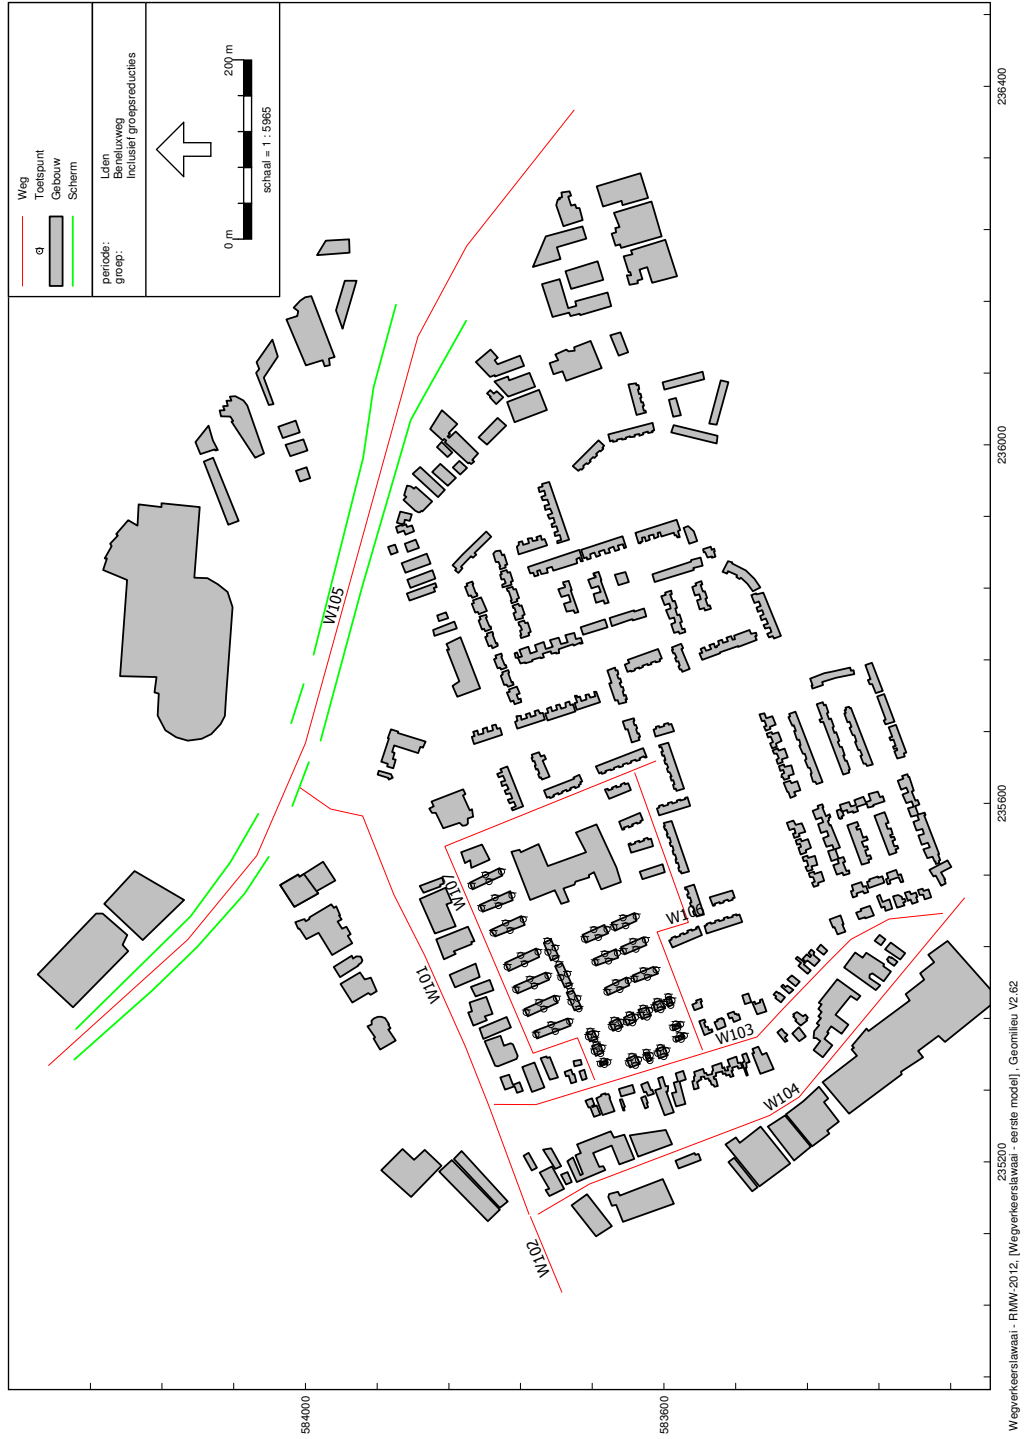 Weg
Toetspunt
Gebouw
Scherm
periode: Lden
groep: Beneluxweg
Inclusief groepsreducties
0 m 200 m
schaal = 1 : 5965
236400
236000
235600
235200
584000
583600
W105
W107
W101
W106
W103
W104
W102
Wegverkeerslawaai - RMW-2012, [Wegverkeerslawaai - eerste model] , Geomilieu V2.62